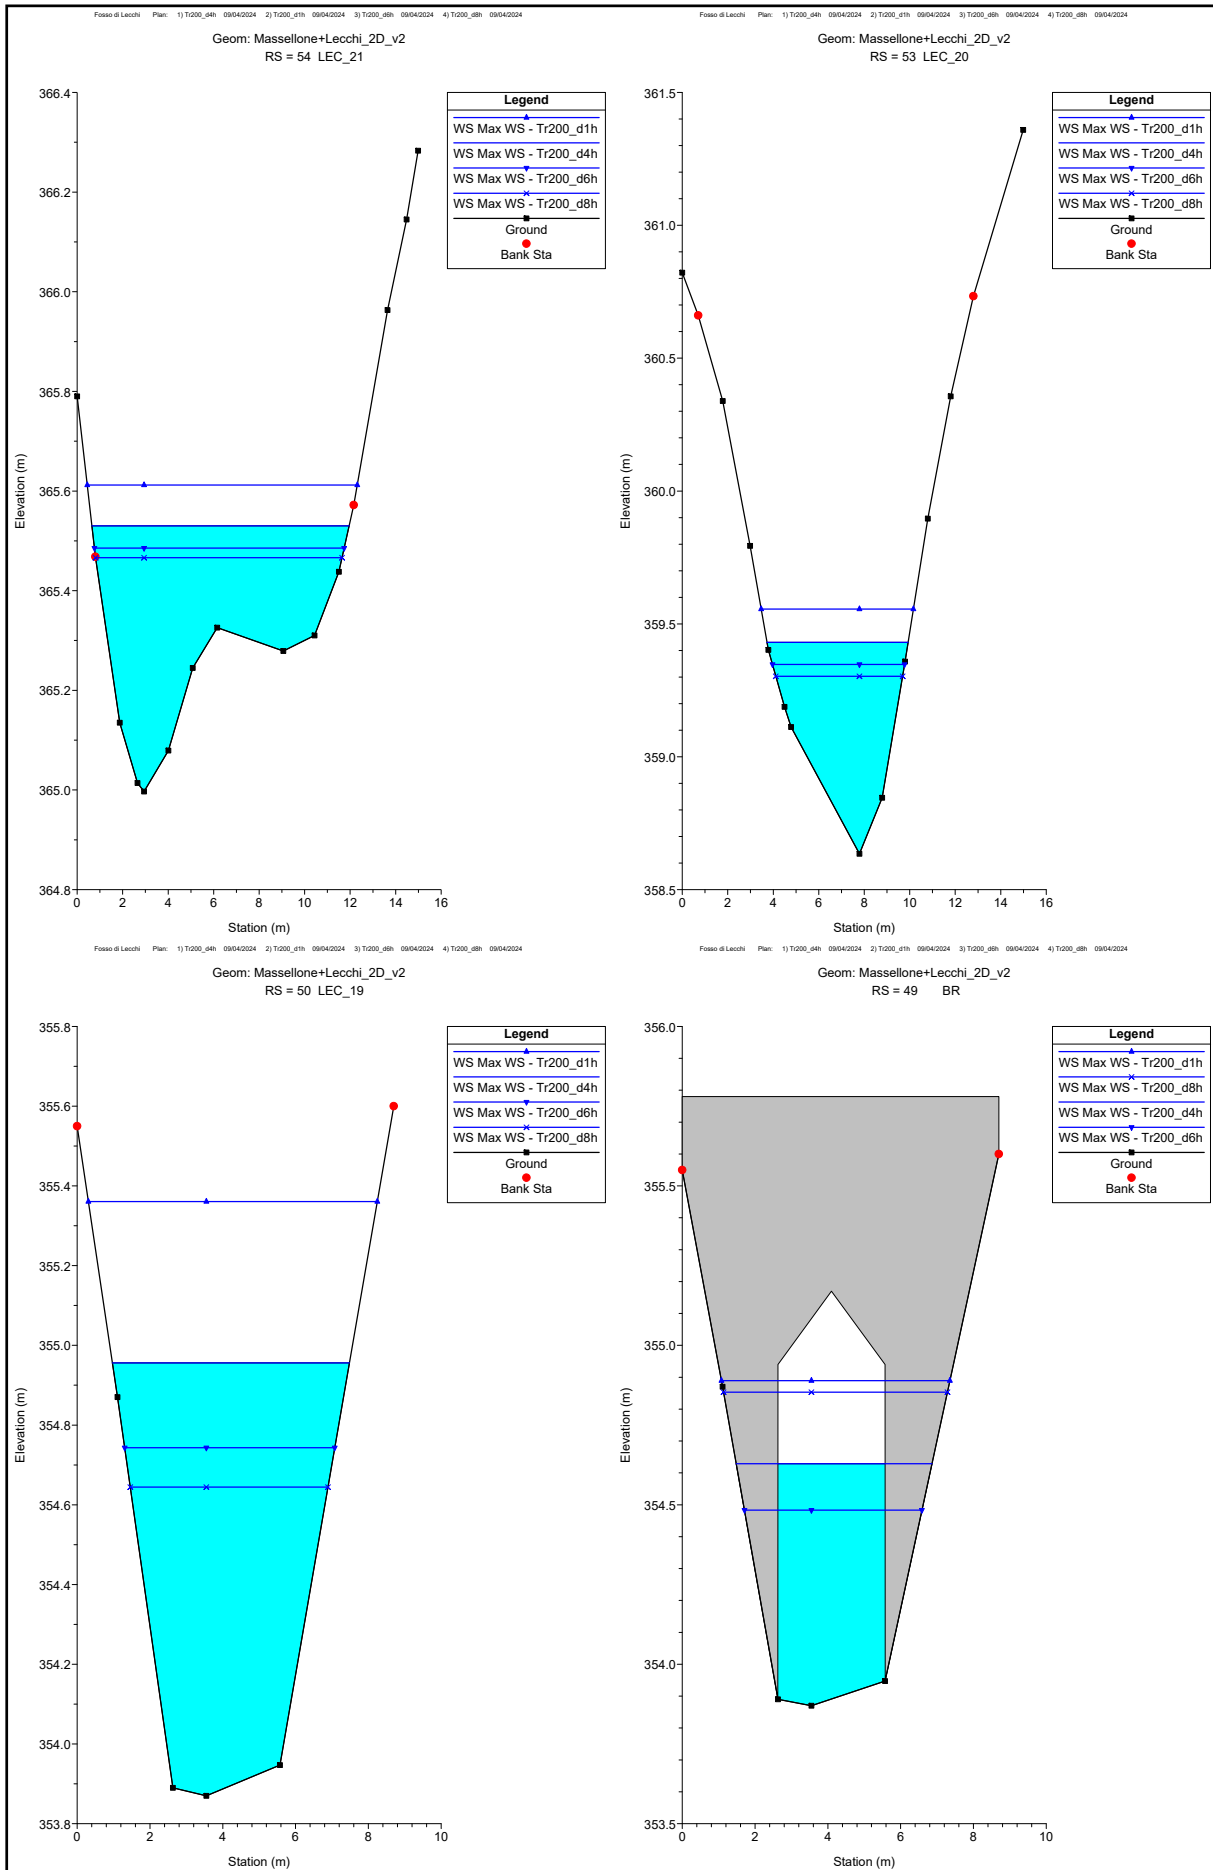 Fosso di Lecchi Plan: 1) Tr200_d4h 09/04/2024 2) Tr200_d1h 09/04/2024 3) Tr200_d6h 09/04/2024 4) Tr200_d8h 09/04/2024
Geom: Massellone+Lecchi_2D_v2
RS = 54 LEC_21
366.4
366.2
366.0
365.8
365.6
365.4
365.2
365.0
364.8
Elevation (m)
0 2 4 6 8 10 12 14 16
Station (m)
Legend
WS Max WS - Tr200_d1h
WS Max WS - Tr200_d4h
WS Max WS - Tr200_d6h
WS Max WS - Tr200_d8h
Ground
Bank Sta
Fosso di Lecchi Plan: 1) Tr200_d4h 09/04/2024 2) Tr200_d1h 09/04/2024 3) Tr200_d6h 09/04/2024 4) Tr200_d8h 09/04/2024
Geom: Massellone+Lecchi_2D_v2
RS = 53 LEC_20
361.5
361.0
360.5
360.0
359.5
359.0
358.5
Elevation (m)
0 2 4 6 8 10 12 14 16
Station (m)
Legend
WS Max WS - Tr200_d1h
WS Max WS - Tr200_d4h
WS Max WS - Tr200_d6h
WS Max WS - Tr200_d8h
Ground
Bank Sta
Fosso di Lecchi Plan: 1) Tr200_d4h 09/04/2024 2) Tr200_d1h 09/04/2024 3) Tr200_d6h 09/04/2024 4) Tr200_d8h 09/04/2024
Geom: Massellone+Lecchi_2D_v2
RS = 50 LEC_19
355.8
355.6
355.4
355.2
355.0
354.8
354.6
354.4
354.2
354.0
353.8
Elevation (m)
0 2 4 6 8 10
Station (m)
Legend
WS Max WS - Tr200_d1h
WS Max WS - Tr200_d4h
WS Max WS - Tr200_d6h
WS Max WS - Tr200_d8h
Ground
Bank Sta
Fosso di Lecchi Plan: 1) Tr200_d4h 09/04/2024 2) Tr200_d1h 09/04/2024 3) Tr200_d6h 09/04/2024 4) Tr200_d8h 09/04/2024
Geom: Massellone+Lecchi_2D_v2
RS = 49 BR
356.0
355.5
355.0
354.5
354.0
353.5
Elevation (m)
0 2 4 6 8 10
Station (m)
Legend
WS Max WS - Tr200_d1h
WS Max WS - Tr200_d8h
WS Max WS - Tr200_d4h
WS Max WS - Tr200_d6h
Ground
Bank Sta